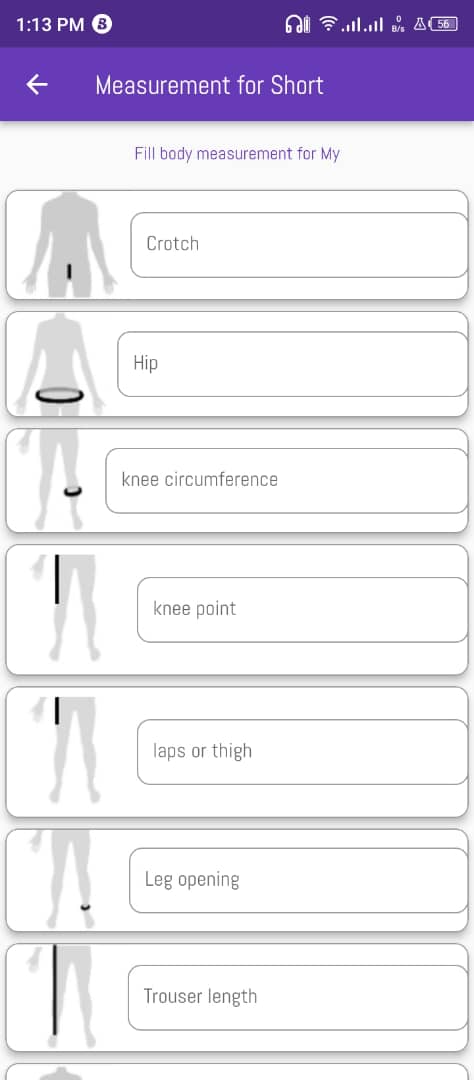 1:13 PM
0
B/s
56
Measurement for Short
Fill body measurement for My
Crotch
Hip
knee circumference
knee point
laps or thigh
Leg opening
Trouser length